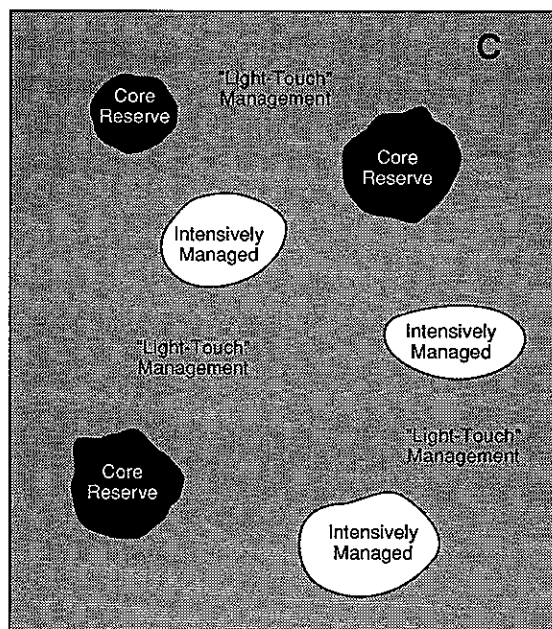 C
"Light-Touch"
Management
Core
Reserve
Core
Reserve
Intensively
Managed
Intensively
Managed
"Light-Touch"
Management
"Light-Touch"
Management
Core
Reserve
Intensively
Managed